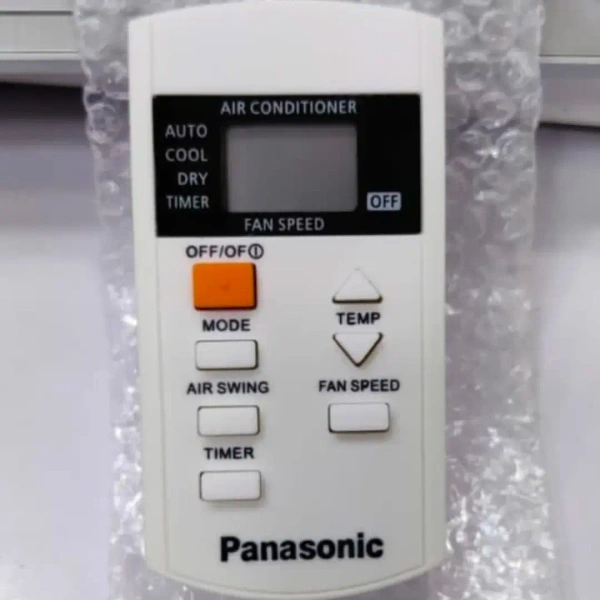 AIR CONDITIONER
AUTO
COOL
DRY
TIMER
OFF
FAN SPEED
OFF/OF⏼
MODE
TEMP
AIR SWING
FAN SPEED
TIMER
Panasonic